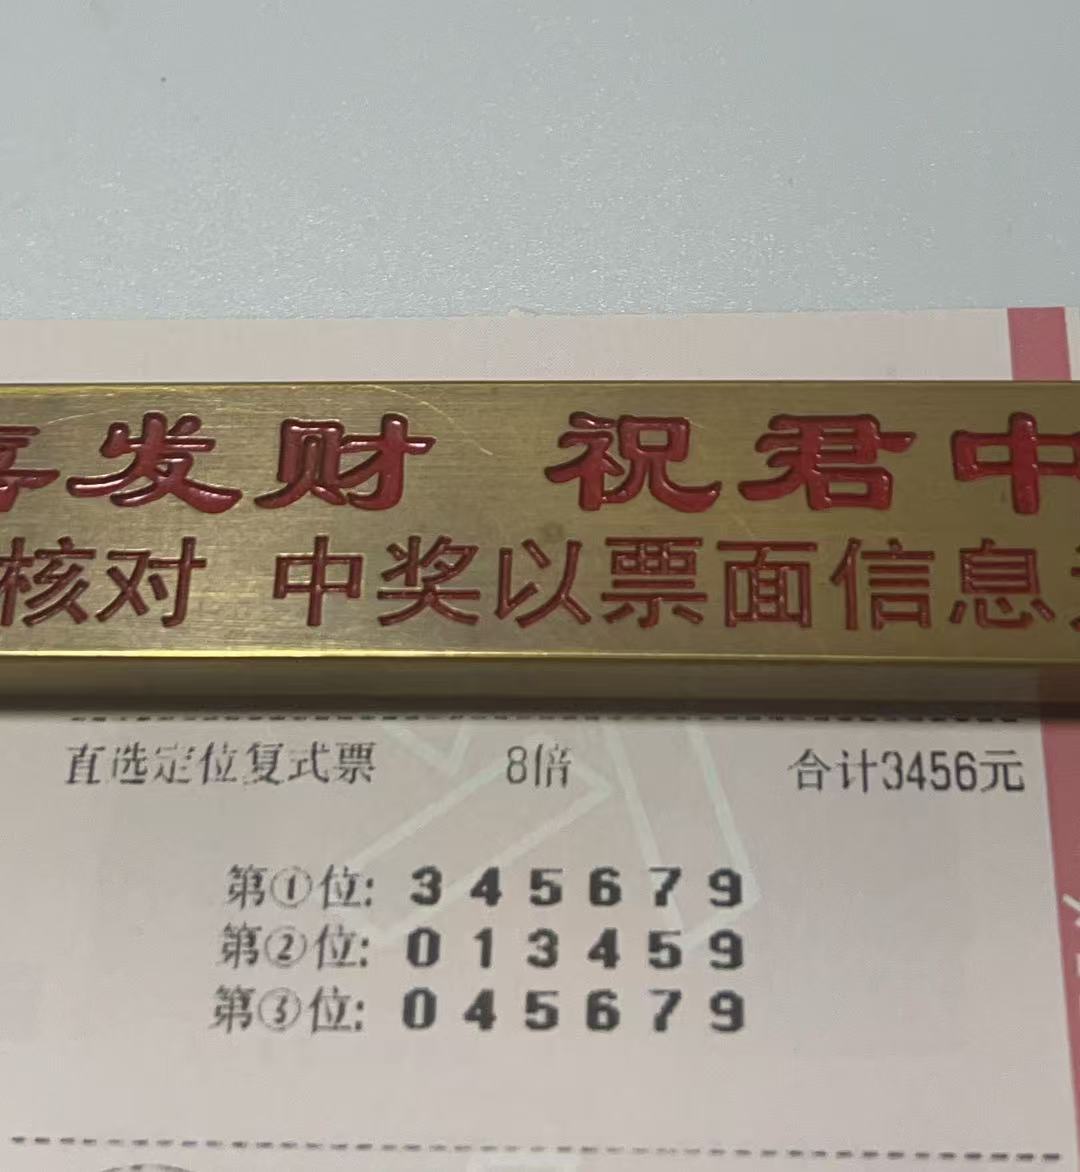 喜发财 祝君中
核对 中奖以票面信息为
直选定位复式票 8倍 合计3456元
第①位: 3 4 5 6 7 9
第②位: 0 1 3 4 5 9
第③位: 0 4 5 6 7 9